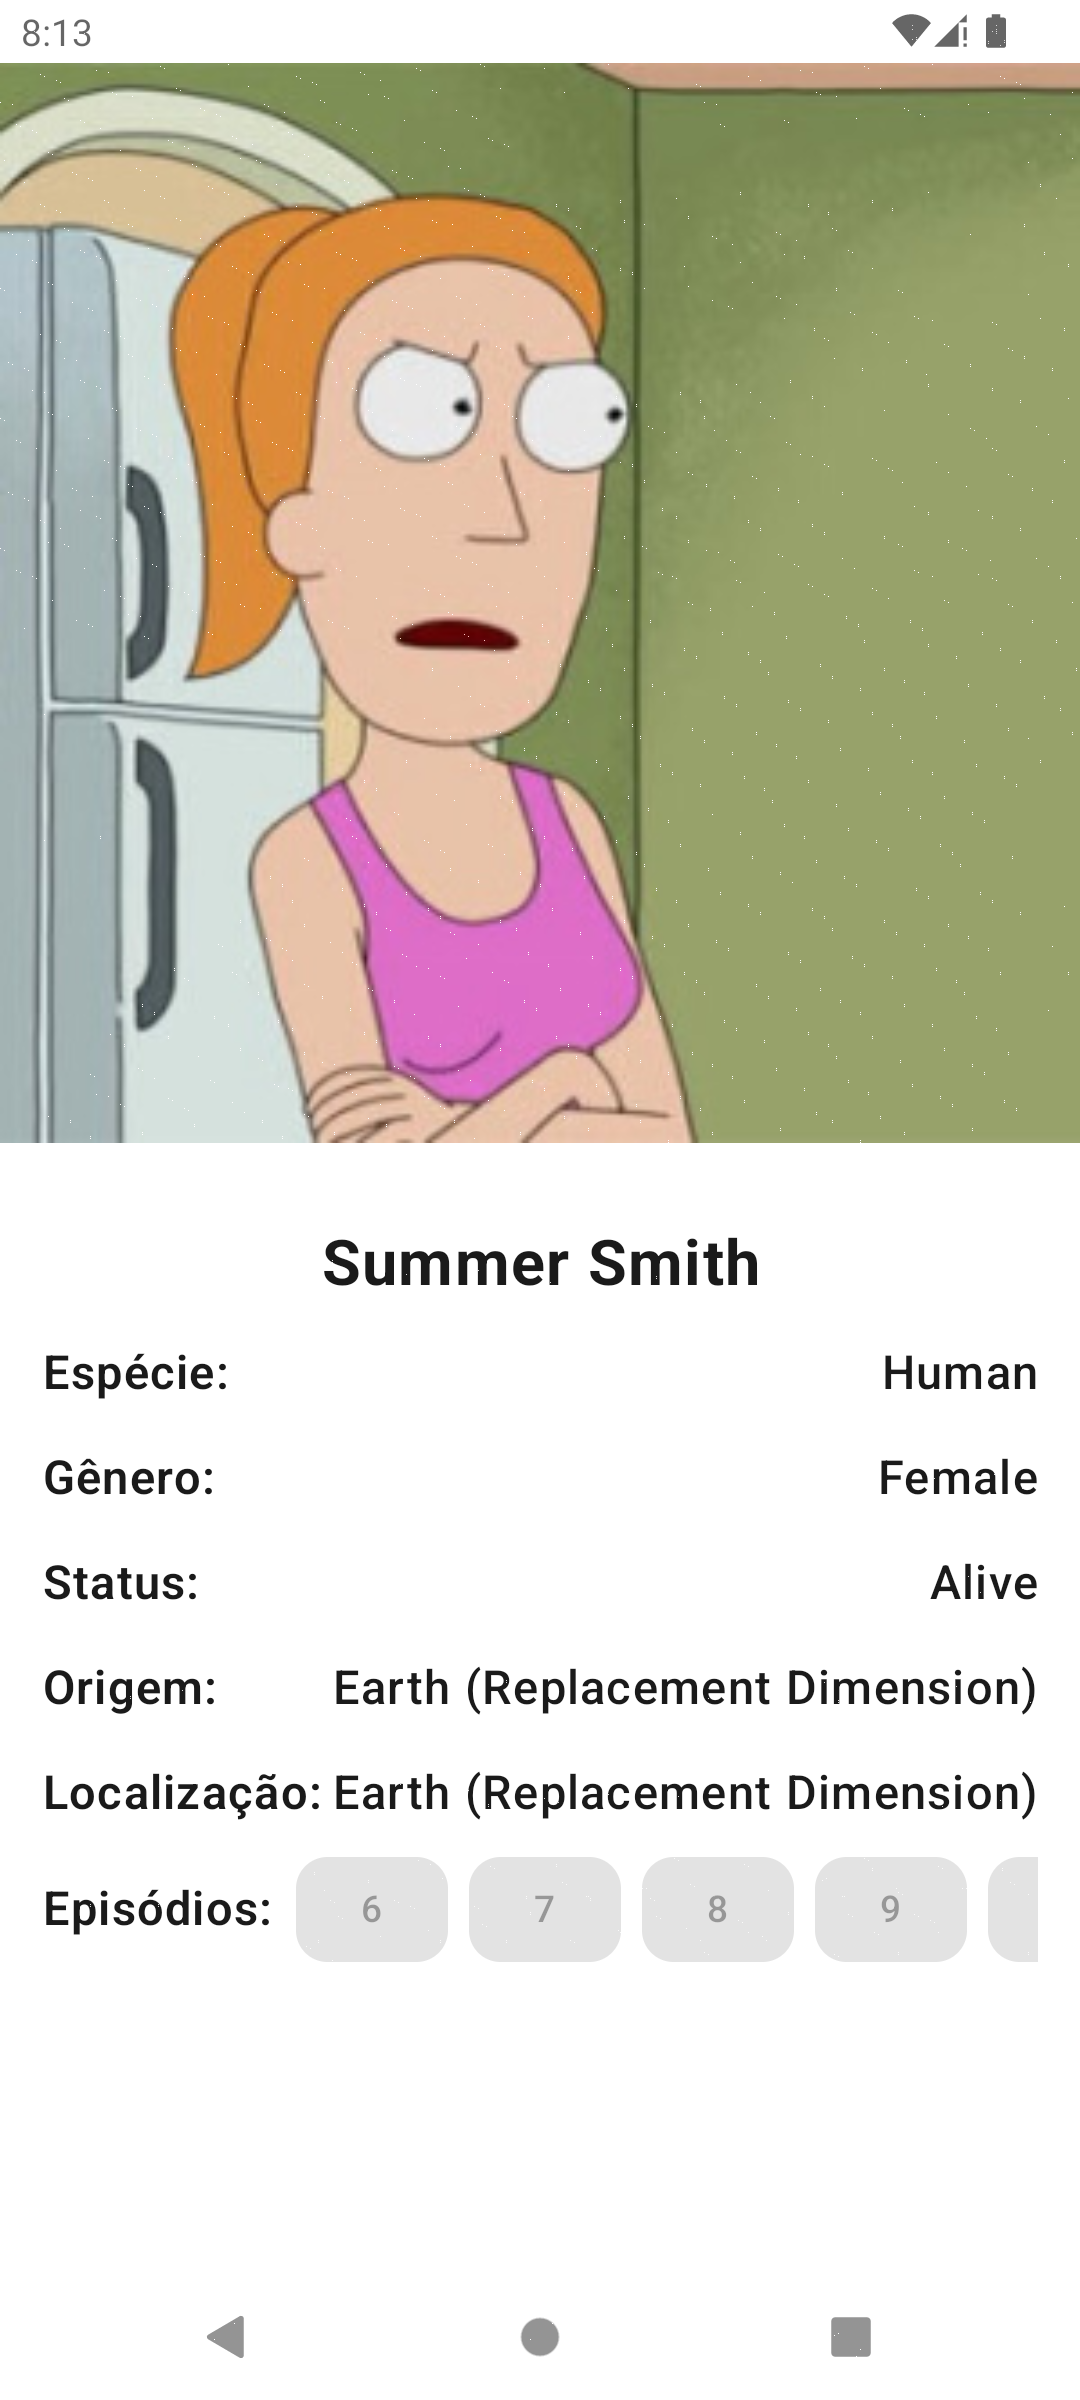 8:13
Summer Smith
Espécie: Human
Gênero: Female
Status: Alive
Origem: Earth (Replacement Dimension)
Localização: Earth (Replacement Dimension)
Episódios: 6 7 8 9